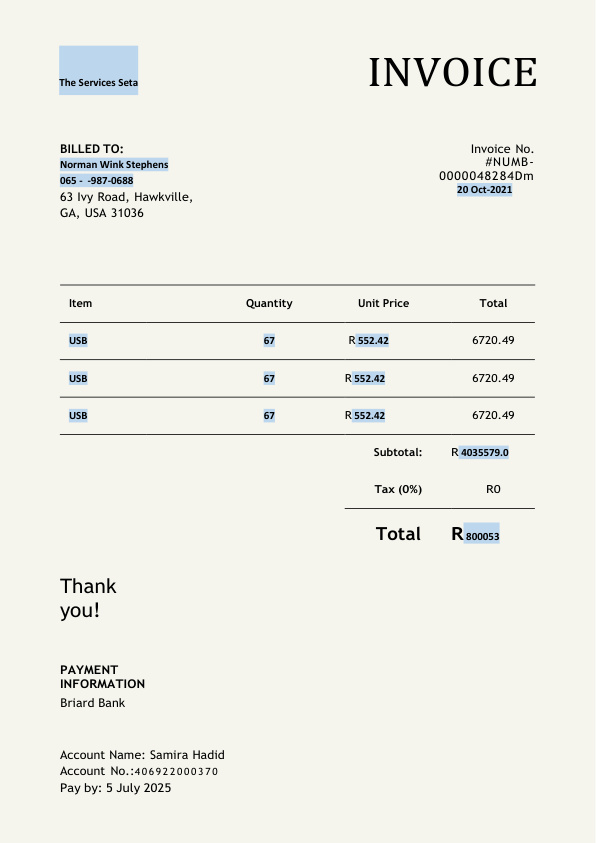 The Services Seta
INVOICE
BILLED TO:
Norman Wink Stephens
065 -  -987-0688
63 Ivy Road, Hawkville,
GA, USA 31036
Invoice No.
#NUMB-
0000048284Dm
20 Oct-2021
Item Quantity Unit Price Total
USB 67 R 552.42 6720.49
USB 67 R 552.42 6720.49
USB 67 R 552.42 6720.49
Subtotal: R 4035579.0
Tax (0%) R0
Total R 800053
Thank
you!
PAYMENT
INFORMATION
Briard Bank
Account Name: Samira Hadid
Account No.:406922000370
Pay by: 5 July 2025